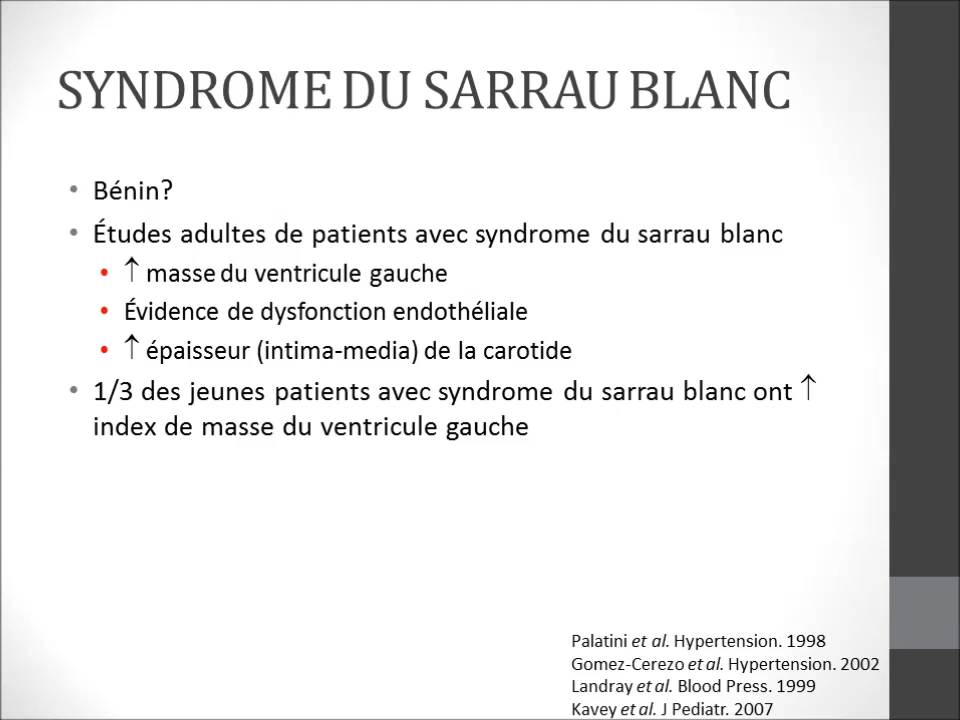 SYNDROME DU SARRAU BLANC
• Bénin?
• Études adultes de patients avec syndrome du sarrau blanc
• ↑ masse du ventricule gauche
• Évidence de dysfonction endothéliale
• ↑ épaisseur (intima-media) de la carotide
• 1/3 des jeunes patients avec syndrome du sarrau blanc ont ↑
index de masse du ventricule gauche
Palatini et al. Hypertension. 1998
Gomez-Cerezo et al. Hypertension. 2002
Landray et al. Blood Press. 1999
Kavey et al. J Pediatr. 2007